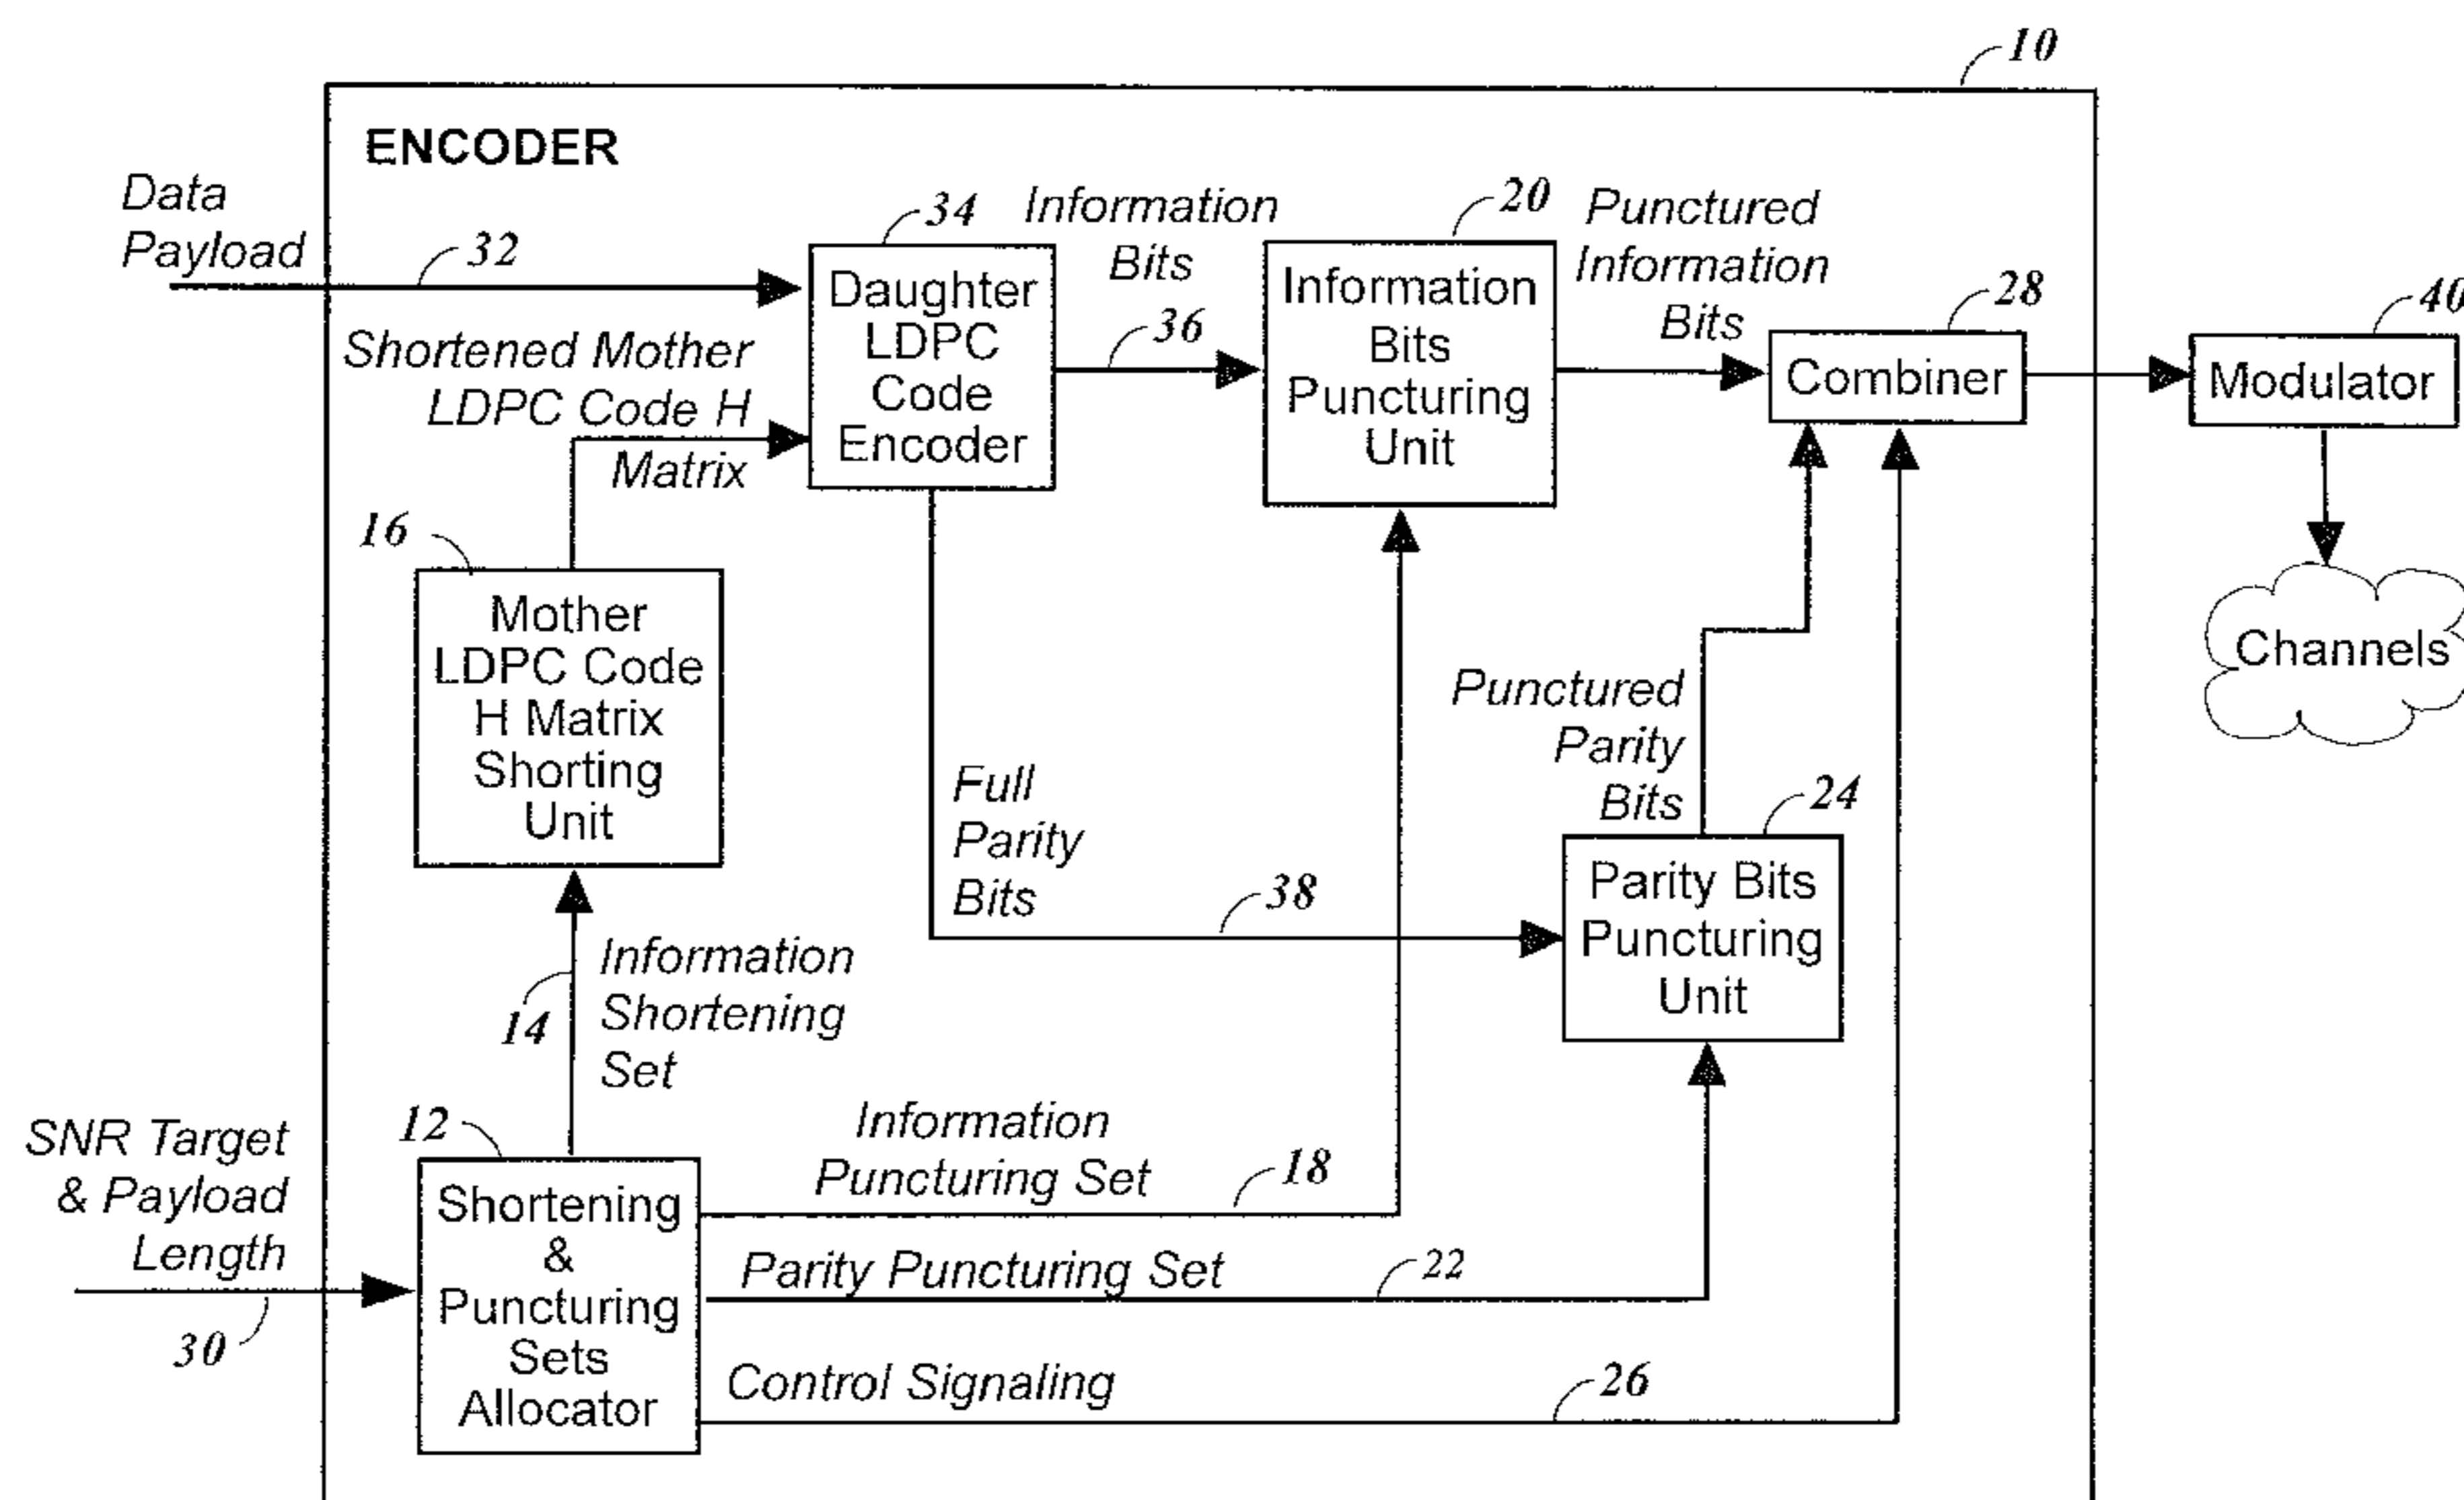 10
ENCODER
Data
Payload
32
34
Information
Bits
36
20
Punctured
Information
Bits
28
40
Daughter
LDPC
Code
Encoder
Information
Bits
Puncturing
Unit
Combiner
Modulator
Shortened Mother
LDPC Code H
Matrix
16
Mother
LDPC Code
H Matrix
Shorting
Unit
Channels
Punctured
Parity
Bits
24
Full
Parity
Bits
38
Parity Bits
Puncturing
Unit
14
Information
Shortening
Set
SNR Target
& Payload
Length
30
12
Shortening
&
Puncturing
Sets
Allocator
Information
Puncturing Set
18
Parity Puncturing Set
22
Control Signaling
26